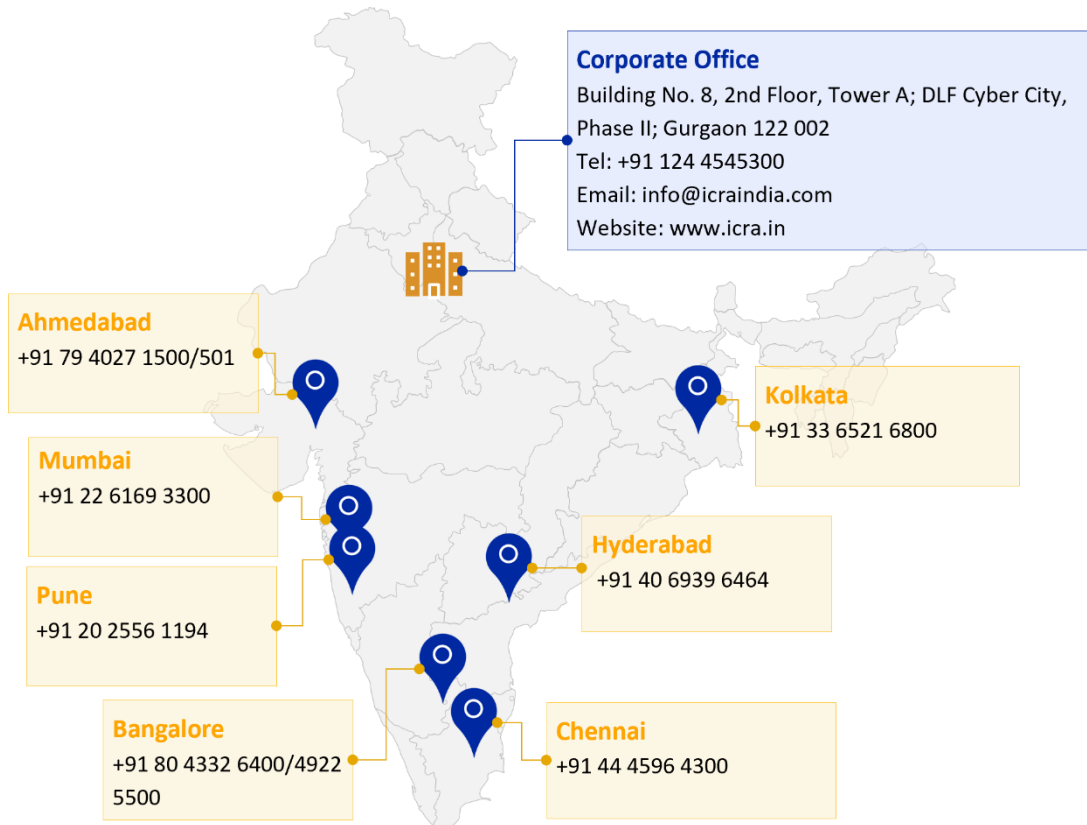 Corporate Office
Building No. 8, 2nd Floor, Tower A; DLF Cyber City,
Phase II; Gurgaon 122 002
Tel: +91 124 4545300
Email: info@icraindia.com
Website: www.icra.in
Ahmedabad
+91 79 4027 1500/501
Kolkata
+91 33 6521 6800
Mumbai
+91 22 6169 3300
Hyderabad
+91 40 6939 6464
Pune
+91 20 2556 1194
Bangalore
+91 80 4332 6400/4922
5500
Chennai
+91 44 4596 4300